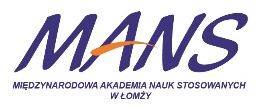 MANS
MIĘDZYNARODOWA AKADEMIA NAUK STOSOWANYCH
W ŁOMŻY